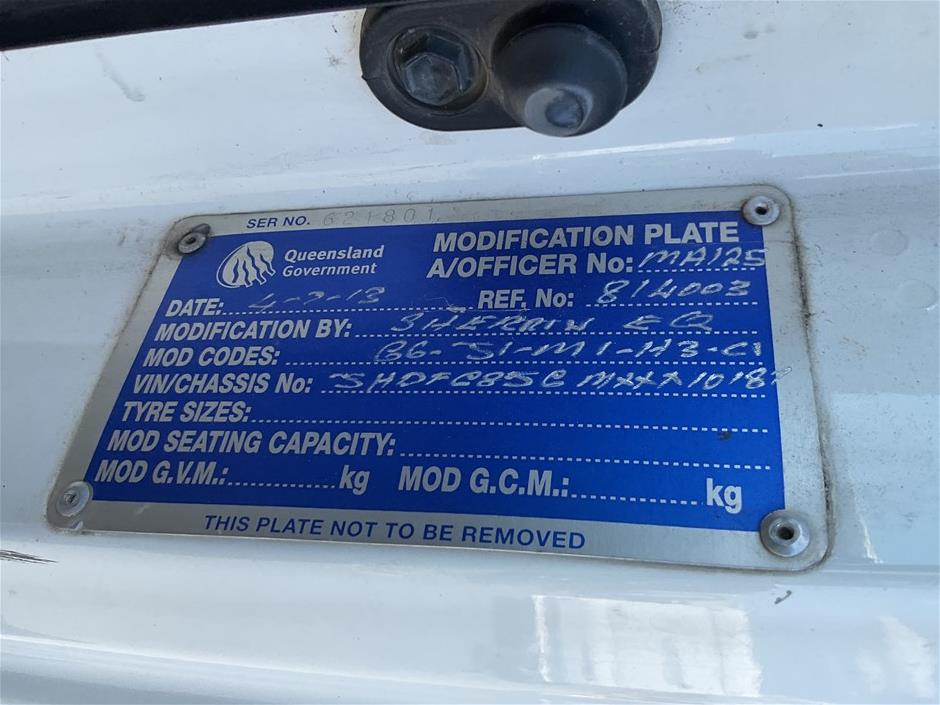 SER NO. 621801
Queensland Government
MODIFICATION PLATE
A/OFFICER No: MA125
DATE: 4-7-13 REF. No: 814003
MODIFICATION BY: SHERRIN EQ
MOD CODES: G6-S1-M1-H3-C1
VIN/CHASSIS No:
TYRE SIZES:
MOD SEATING CAPACITY:
MOD G.V.M.: kg MOD G.C.M.: kg
THIS PLATE NOT TO BE REMOVED